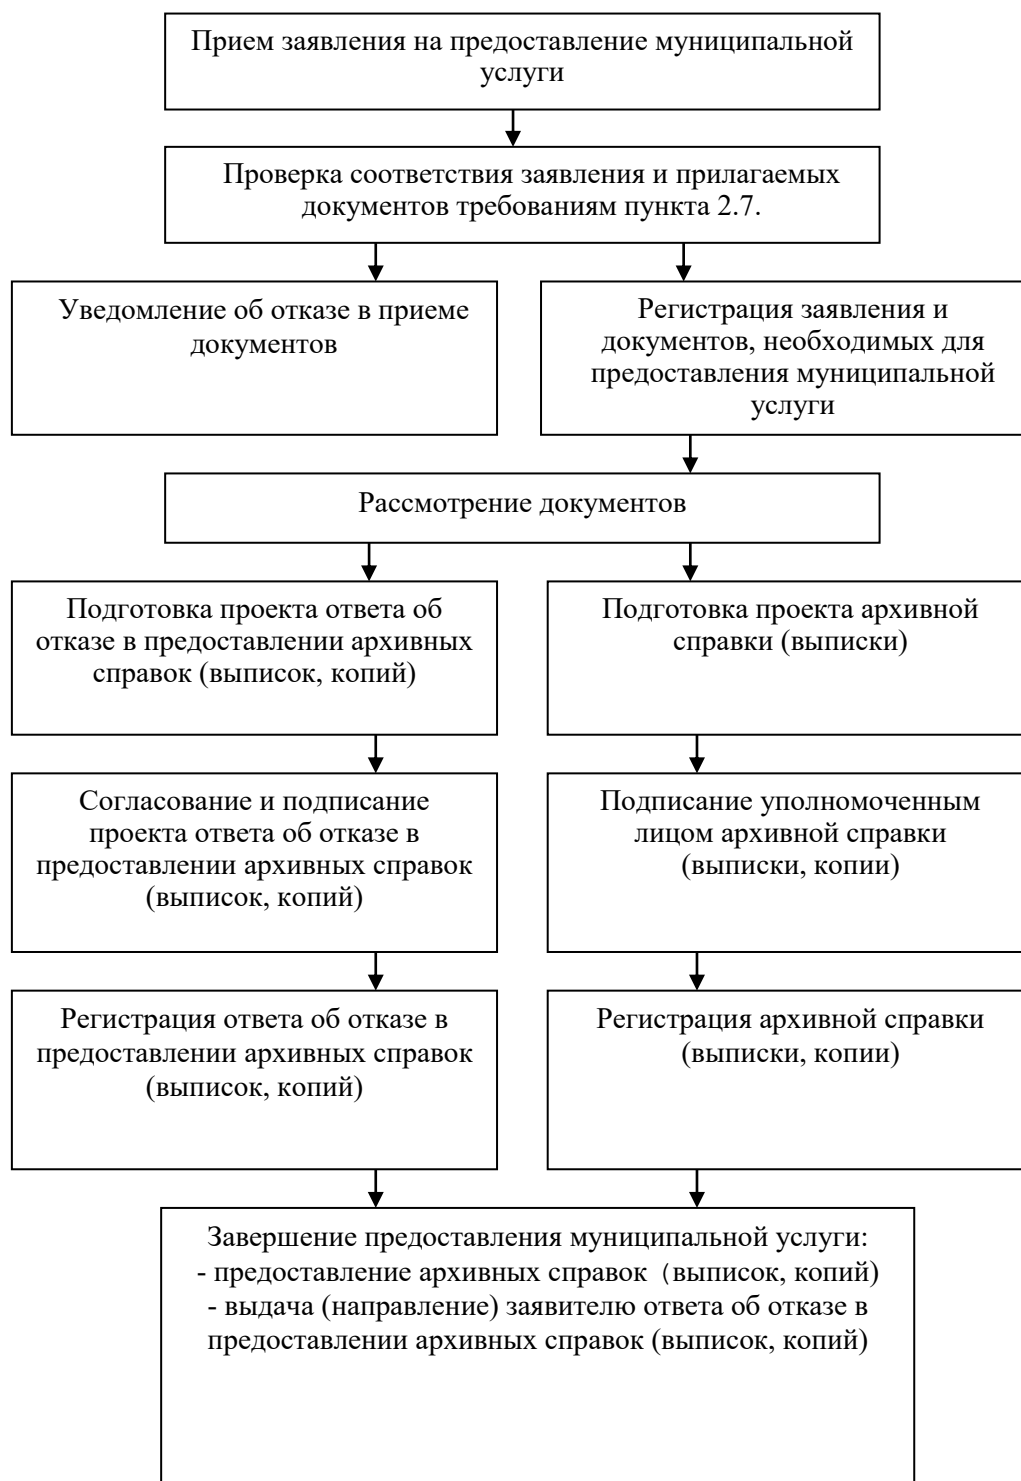 Прием заявления на предоставление муниципальной
услуги
Проверка соответствия заявления и прилагаемых
документов требованиям пункта 2.7.
Уведомление об отказе в приеме
документов
Регистрация заявления и
документов, необходимых для
предоставления муниципальной
услуги
Рассмотрение документов
Подготовка проекта ответа об
отказе в предоставлении архивных
справок (выписок, копий)
Подготовка проекта архивной
справки (выписки)
Согласование и подписание
проекта ответа об отказе в
предоставлении архивных справок
(выписок, копий)
Подписание уполномоченным
лицом архивной справки
(выписки, копии)
Регистрация ответа об отказе в
предоставлении архивных справок
(выписок, копий)
Регистрация архивной справки
(выписки, копии)
Завершение предоставления муниципальной услуги:
- предоставление архивных справок (выписок, копий)
- выдача (направление) заявителю ответа об отказе в
предоставлении архивных справок (выписок, копий)